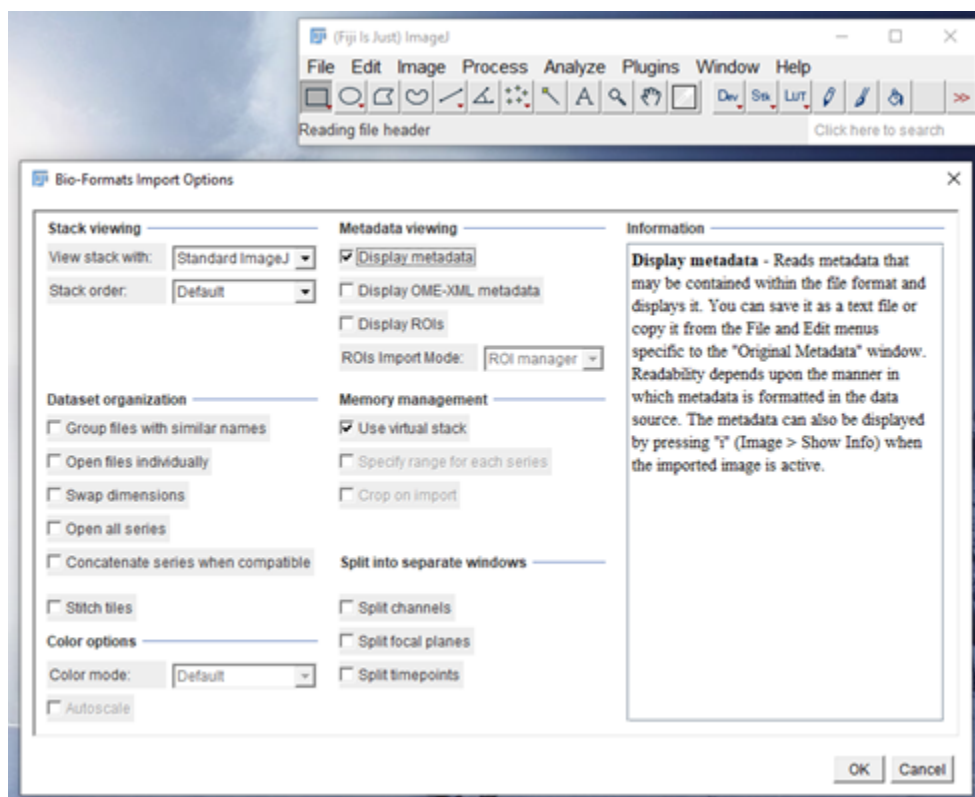 (Fiji Is Just) ImageJ
File Edit Image Process Analyze Plugins Window Help
A Dev Stk LUT >>
Reading file header
Click here to search
Bio-Formats Import Options
Stack viewing
View stack with: Standard ImageJ
Stack order: Default
Metadata viewing
Display metadata
Display OME-XML metadata
Display ROIs
ROIs Import Mode: ROI manager
Information
Display metadata - Reads metadata that
may be contained within the file format and
displays it. You can save it as a text file or
copy it from the File and Edit menus
specific to the "Original Metadata" window.
Readability depends upon the manner in
which metadata is formatted in the data
source. The metadata can also be displayed
by pressing "i" (Image > Show Info) when
the imported image is active.
Dataset organization
Group files with similar names
Open files individually
Swap dimensions
Open all series
Concatenate series when compatible
Stitch tiles
Memory management
Use virtual stack
Specify range for each series
Crop on import
Color options
Color mode: Default
Autoscale
Split into separate windows
Split channels
Split focal planes
Split timepoints
OK Cancel